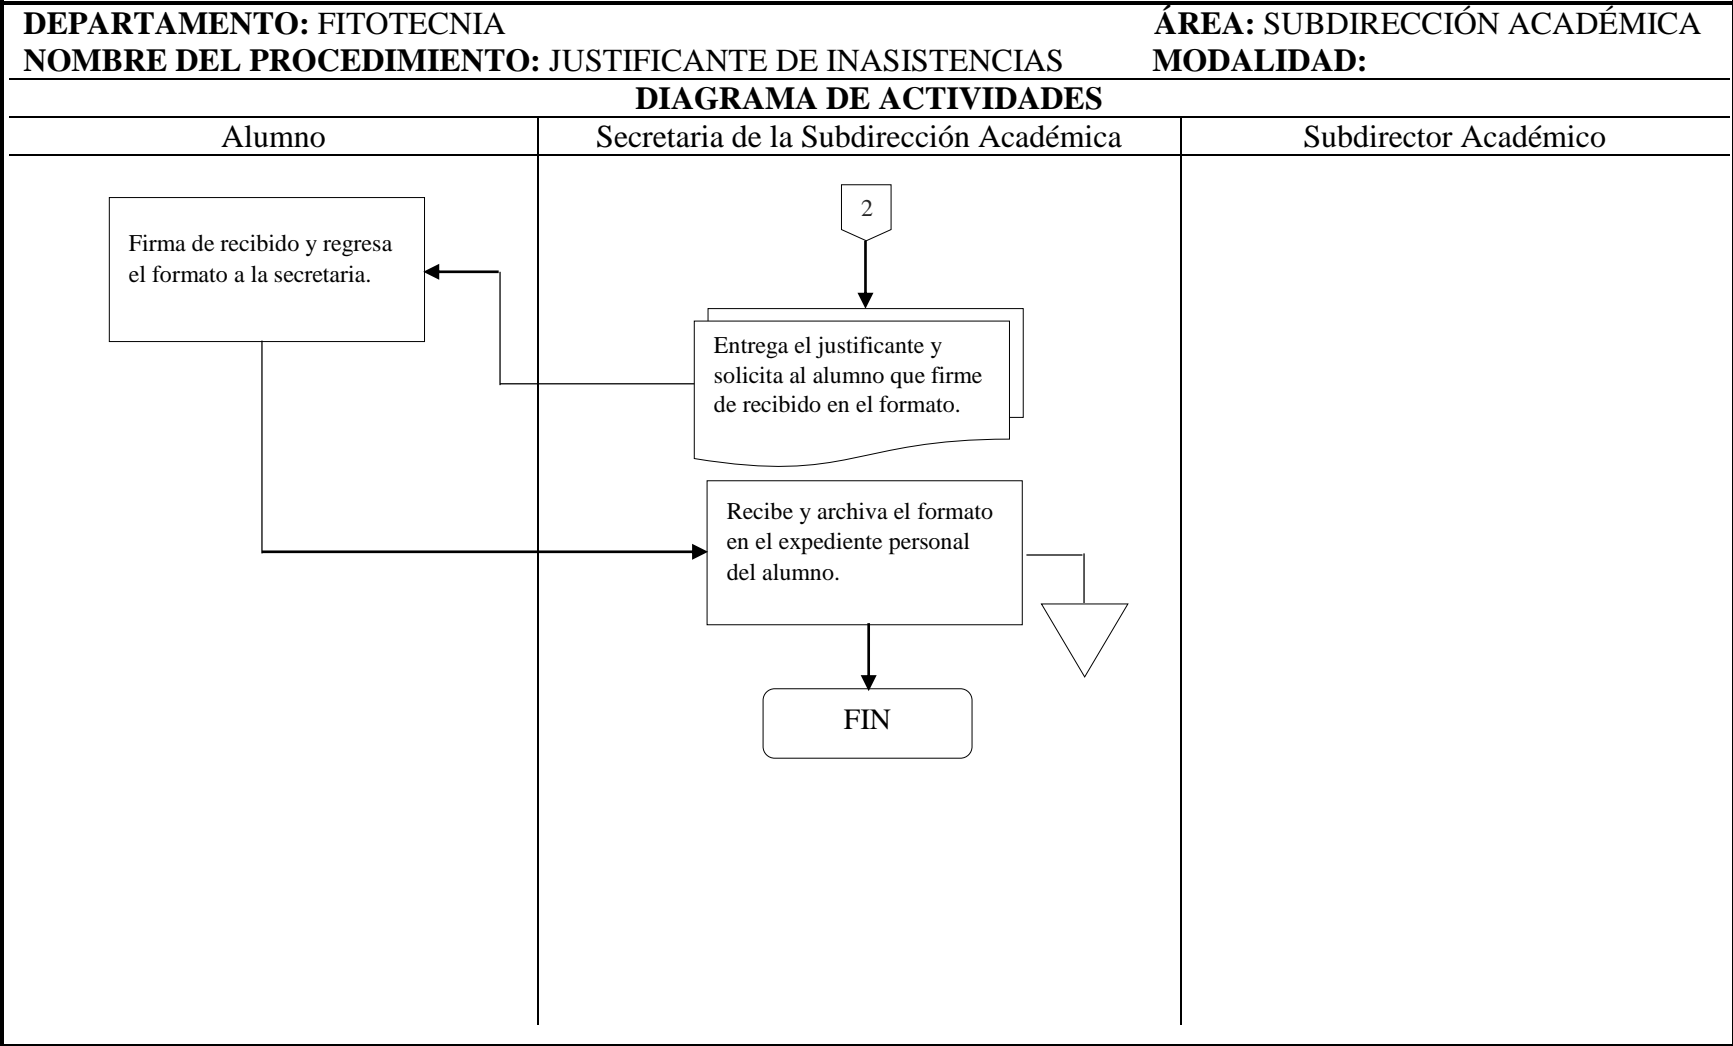 DEPARTAMENTO: FITOTECNIA ÁREA: SUBDIRECCIÓN ACADÉMICA
NOMBRE DEL PROCEDIMIENTO: JUSTIFICANTE DE INASISTENCIAS MODALIDAD:
DIAGRAMA DE ACTIVIDADES
Alumno Secretaria de la Subdirección Académica Subdirector Académico
2
Firma de recibido y regresa
el formato a la secretaria.
Entrega el justificante y
solicita al alumno que firme
de recibido en el formato.
Recibe y archiva el formato
en el expediente personal
del alumno.
FIN